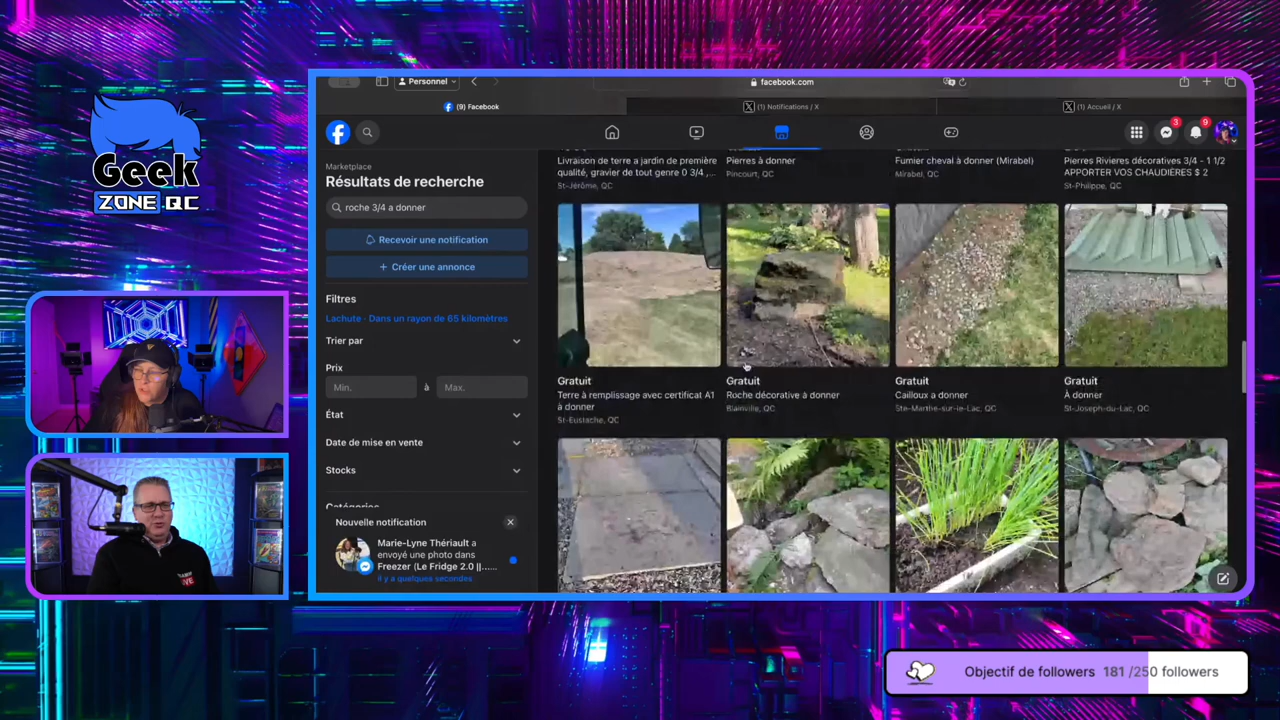 Geek
ZONE QC
Personnel
facebook.com
(9) Facebook
(1) Notifications / X
(1) Accueil / X
3
9
Marketplace
Résultats de recherche
roche 3/4 a donner
Recevoir une notification
+ Créer une annonce
Filtres
Lachute · Dans un rayon de 65 kilomètres
Trier par
Prix
Min.
à
Max.
État
Date de mise en vente
Stocks
Catégories
Nouvelle notification
Marie-Lyne Thériault a
envoyé une photo dans
Freezer (Le Fridge 2.0 ||......
il y a quelques secondes
Livraison de terre a jardin de première
qualité, gravier de tout genre 0 3/4 ,...
St-Jérôme, QC
Pierres à donner
Pincourt, QC
Fumier cheval à donner (Mirabel)
Mirabel, QC
Pierres Rivieres décoratives 3/4 - 1 1/2
APPORTER VOS CHAUDIÈRES $ 2
St-Philippe, QC
Gratuit
Terre à remplissage avec certificat A1
à donner
St-Eustache, QC
Gratuit
Roche décorative à donner
Blainville, QC
Gratuit
Cailloux a donner
Ste-Marthe-sur-le-Lac, QC
Gratuit
À donner
St-Joseph-du-Lac, QC
Objectif de followers 181 /250 followers